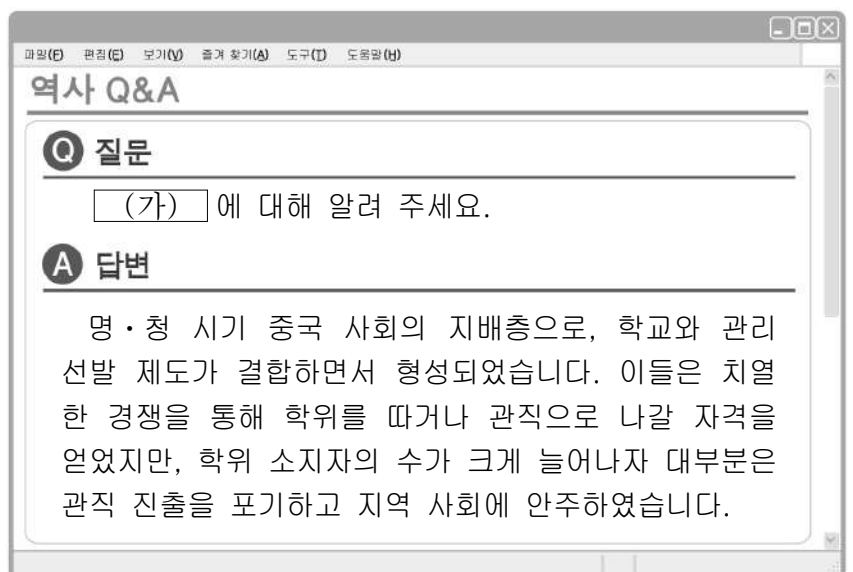 파일(F) 편집(E) 보기(V) 즐겨 찾기(A) 도구(T) 도움말(H)
역사 Q&A
Q 질문
(가) 에 대해 알려 주세요.
A 답변
명·청 시기 중국 사회의 지배층으로, 학교와 관리
선발 제도가 결합하면서 형성되었습니다. 이들은 치열
한 경쟁을 통해 학위를 따거나 관직으로 나갈 자격을
얻었지만, 학위 소지자의 수가 크게 늘어나자 대부분은
관직 진출을 포기하고 지역 사회에 안주하였습니다.